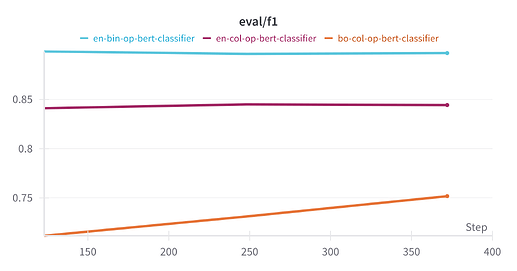 eval/f1
en-bin-op-bert-classifier en-col-op-bert-classifier bo-col-op-bert-classifier
0.85
0.8
0.75
Step
150 200 250 300 350 400